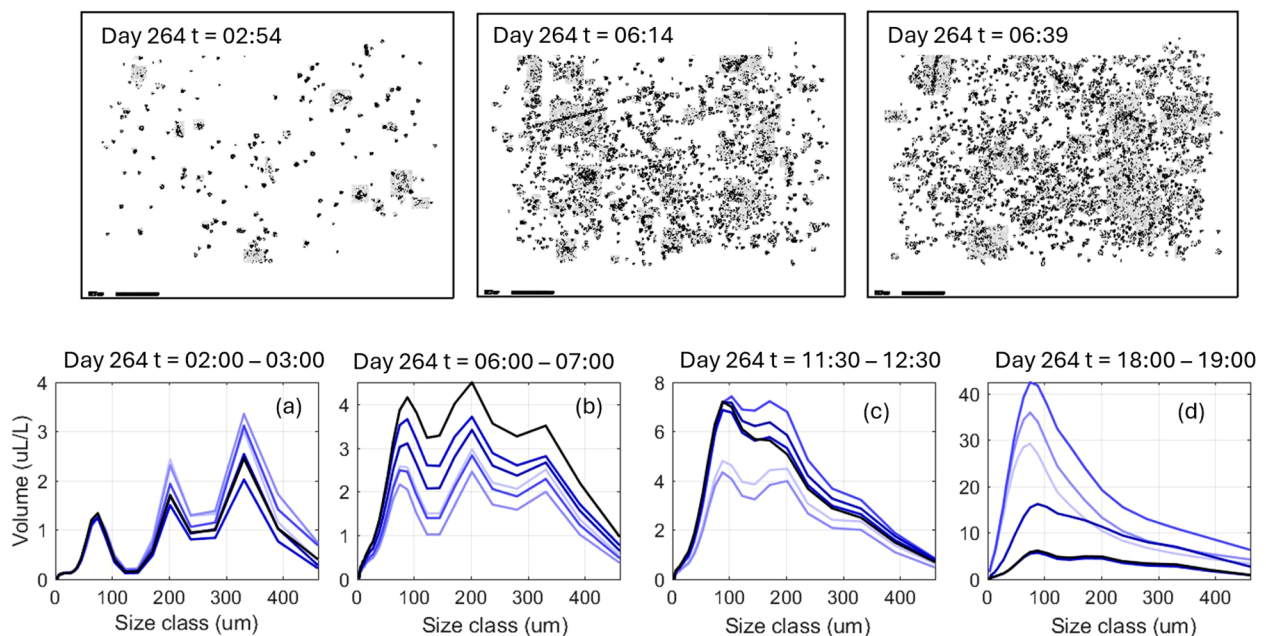 Day 264 t = 02:54
Day 264 t = 06:14
Day 264 t = 06:39
Day 264 t = 02:00 – 03:00
Day 264 t = 06:00 – 07:00
Day 264 t = 11:30 – 12:30
Day 264 t = 18:00 – 19:00
(a)
(b)
(c)
(d)
Volume (uL/L)
4
3
2
1
0
4
3
2
1
0
8
6
4
2
0
40
30
20
10
0
0 100 200 300 400
0 100 200 300 400
0 100 200 300 400
0 100 200 300 400
Size class (um)
Size class (um)
Size class (um)
Size class (um)